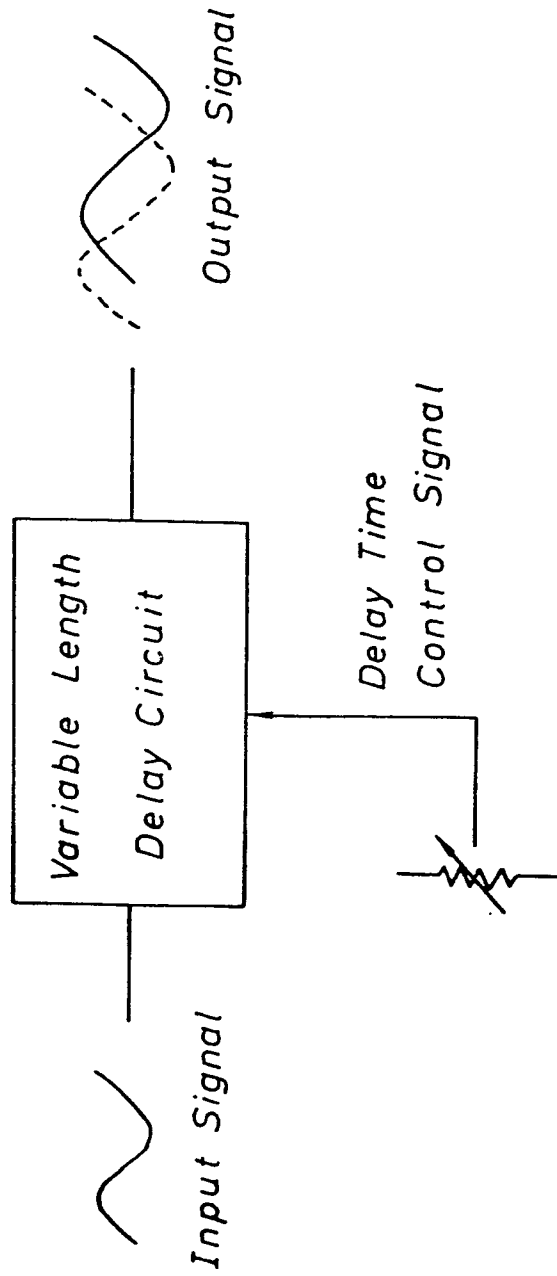 Input Signal
Variable Length
Delay Circuit
Delay Time
Control Signal
Output Signal